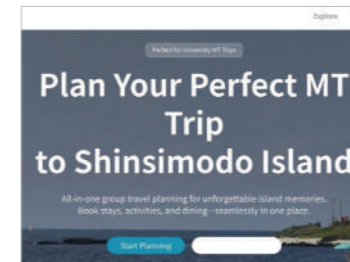 Explore
Perfect for University MT Trips
Plan Your Perfect MT
Trip
to Shinsimodo Island
All-in-one group travel planning for unforgettable island memories.
Book stays, activities, and dining—seamlessly in one place.
Start Planning